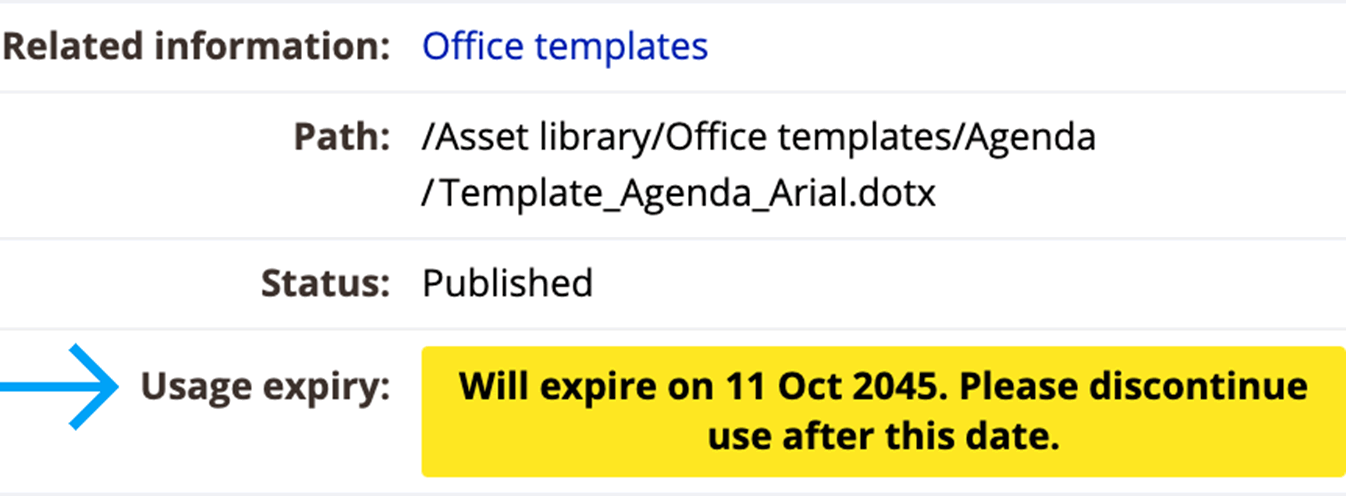 Related information: Office templates
Path: /Asset library/Office templates/Agenda
/Template_Agenda_Arial.dotx
Status: Published
Usage expiry: Will expire on 11 Oct 2045. Please discontinue
use after this date.